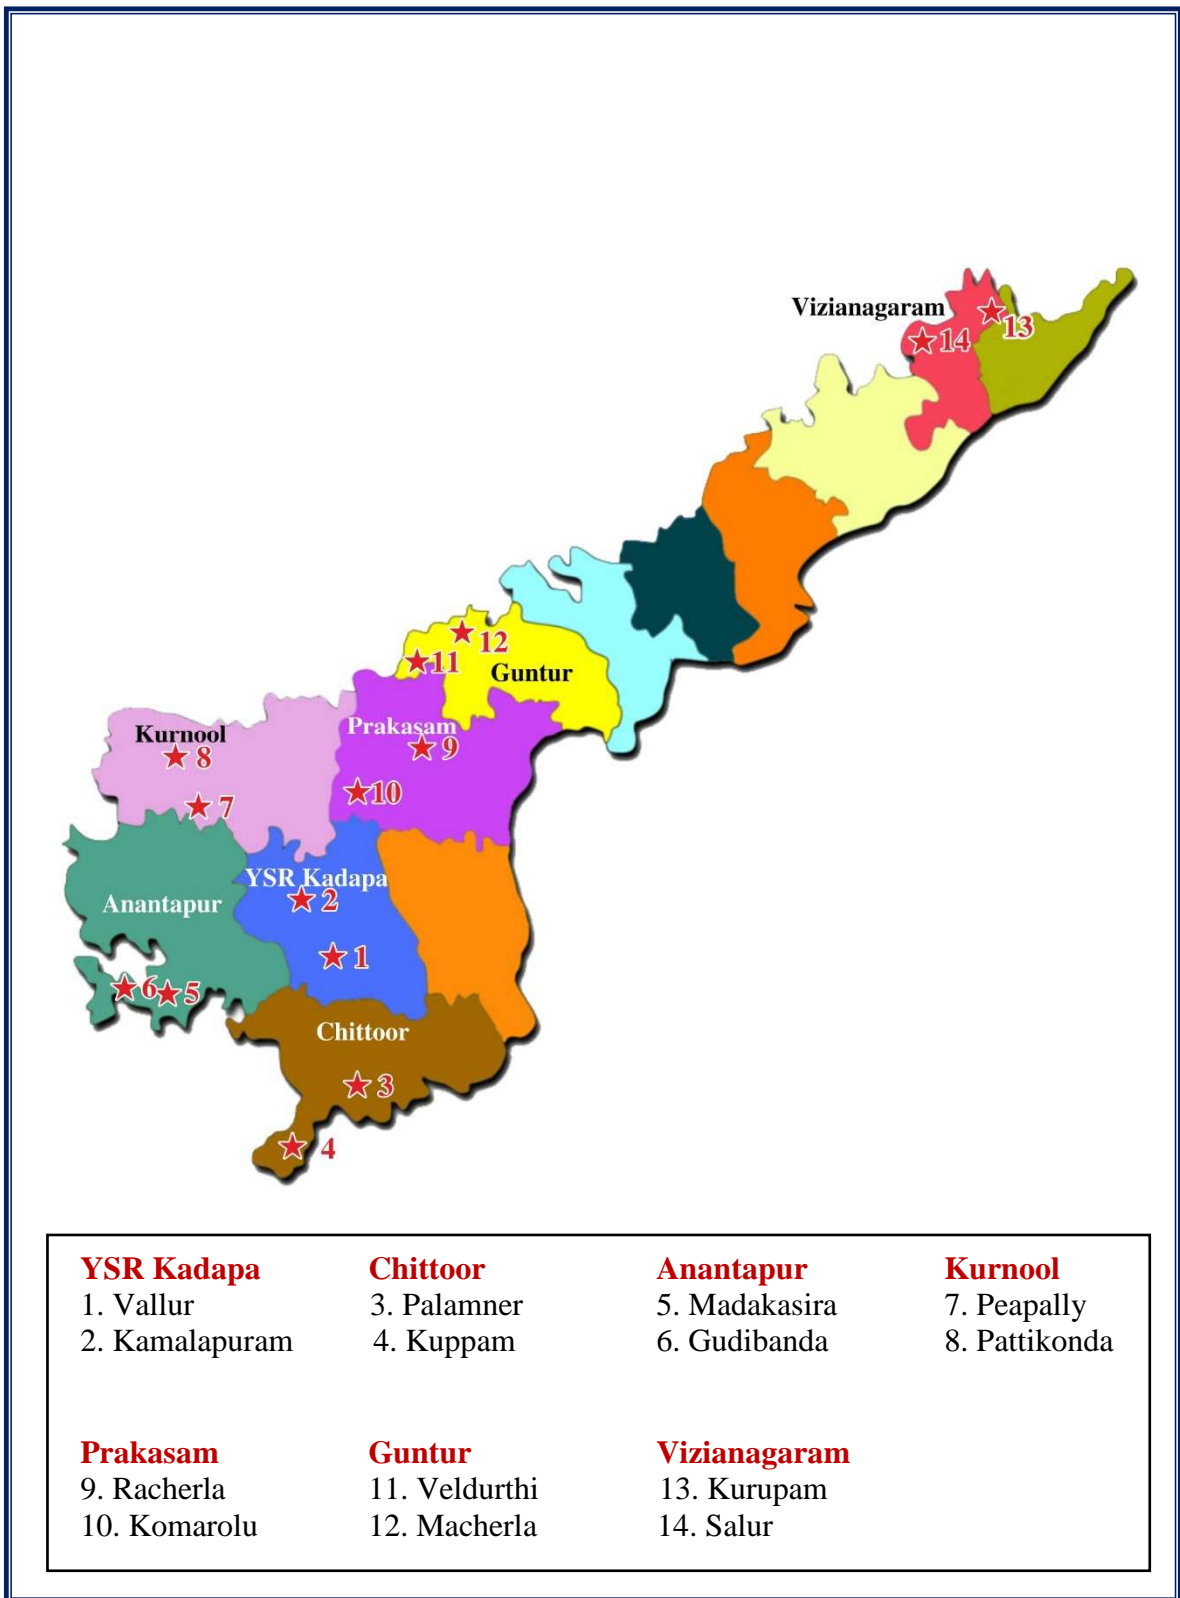 Vizianagaram
13
14
12
11
Guntur
Prakasam
Kurnool
9
8
10
7
YSR Kadapa
2
Anantapur
1
6
5
Chittoor
3
4
YSR Kadapa Chittoor Anantapur Kurnool
1. Vallur 3. Palamner 5. Madakasira 7. Peapally
2. Kamalapuram 4. Kuppam 6. Gudibanda 8. Pattikonda
Prakasam Guntur Vizianagaram
9. Racherla 11. Veldurthi 13. Kurupam
10. Komarolu 12. Macherla 14. Salur